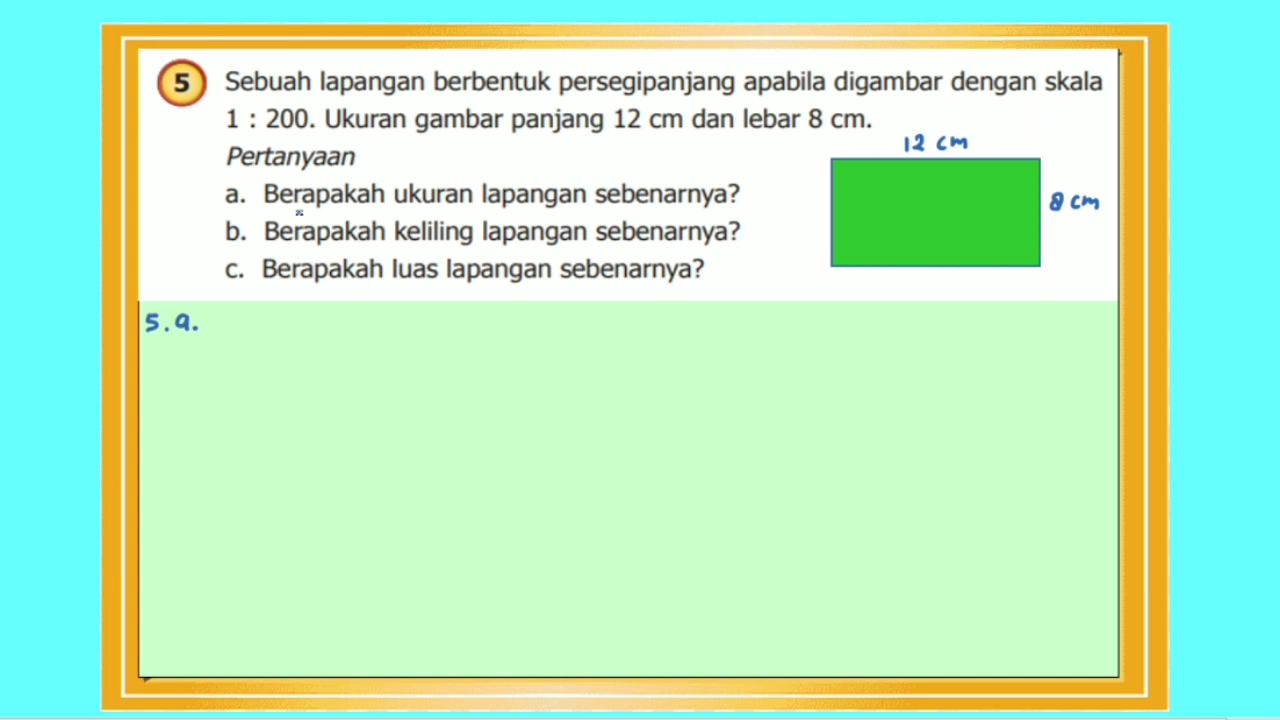 5 Sebuah lapangan berbentuk persegipanjang apabila digambar dengan skala
1 : 200. Ukuran gambar panjang 12 cm dan lebar 8 cm.
Pertanyaan
a. Berapakah ukuran lapangan sebenarnya?
b. Berapakah keliling lapangan sebenarnya?
c. Berapakah luas lapangan sebenarnya?
12 cm
8 cm
5.a.